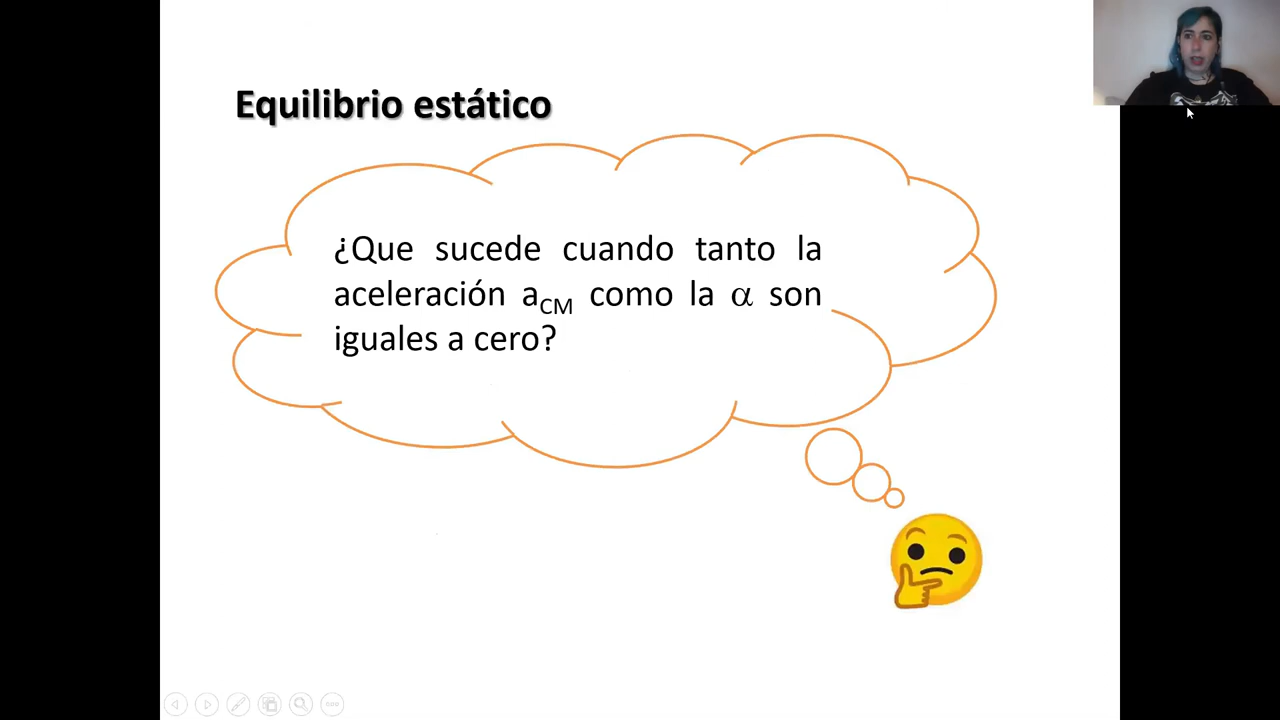 Equilibrio estático
¿Que sucede cuando tanto la
aceleración aCM como la α son
iguales a cero?